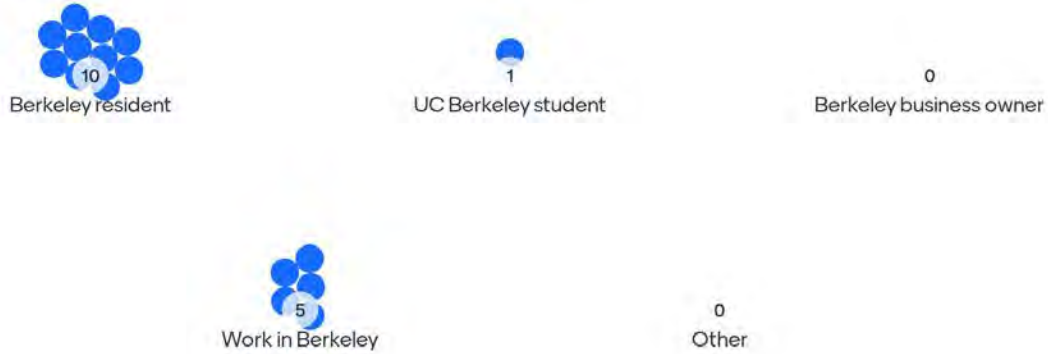 10
Berkeley resident
1
UC Berkeley student
0
Berkeley business owner
5
Work in Berkeley
0
Other